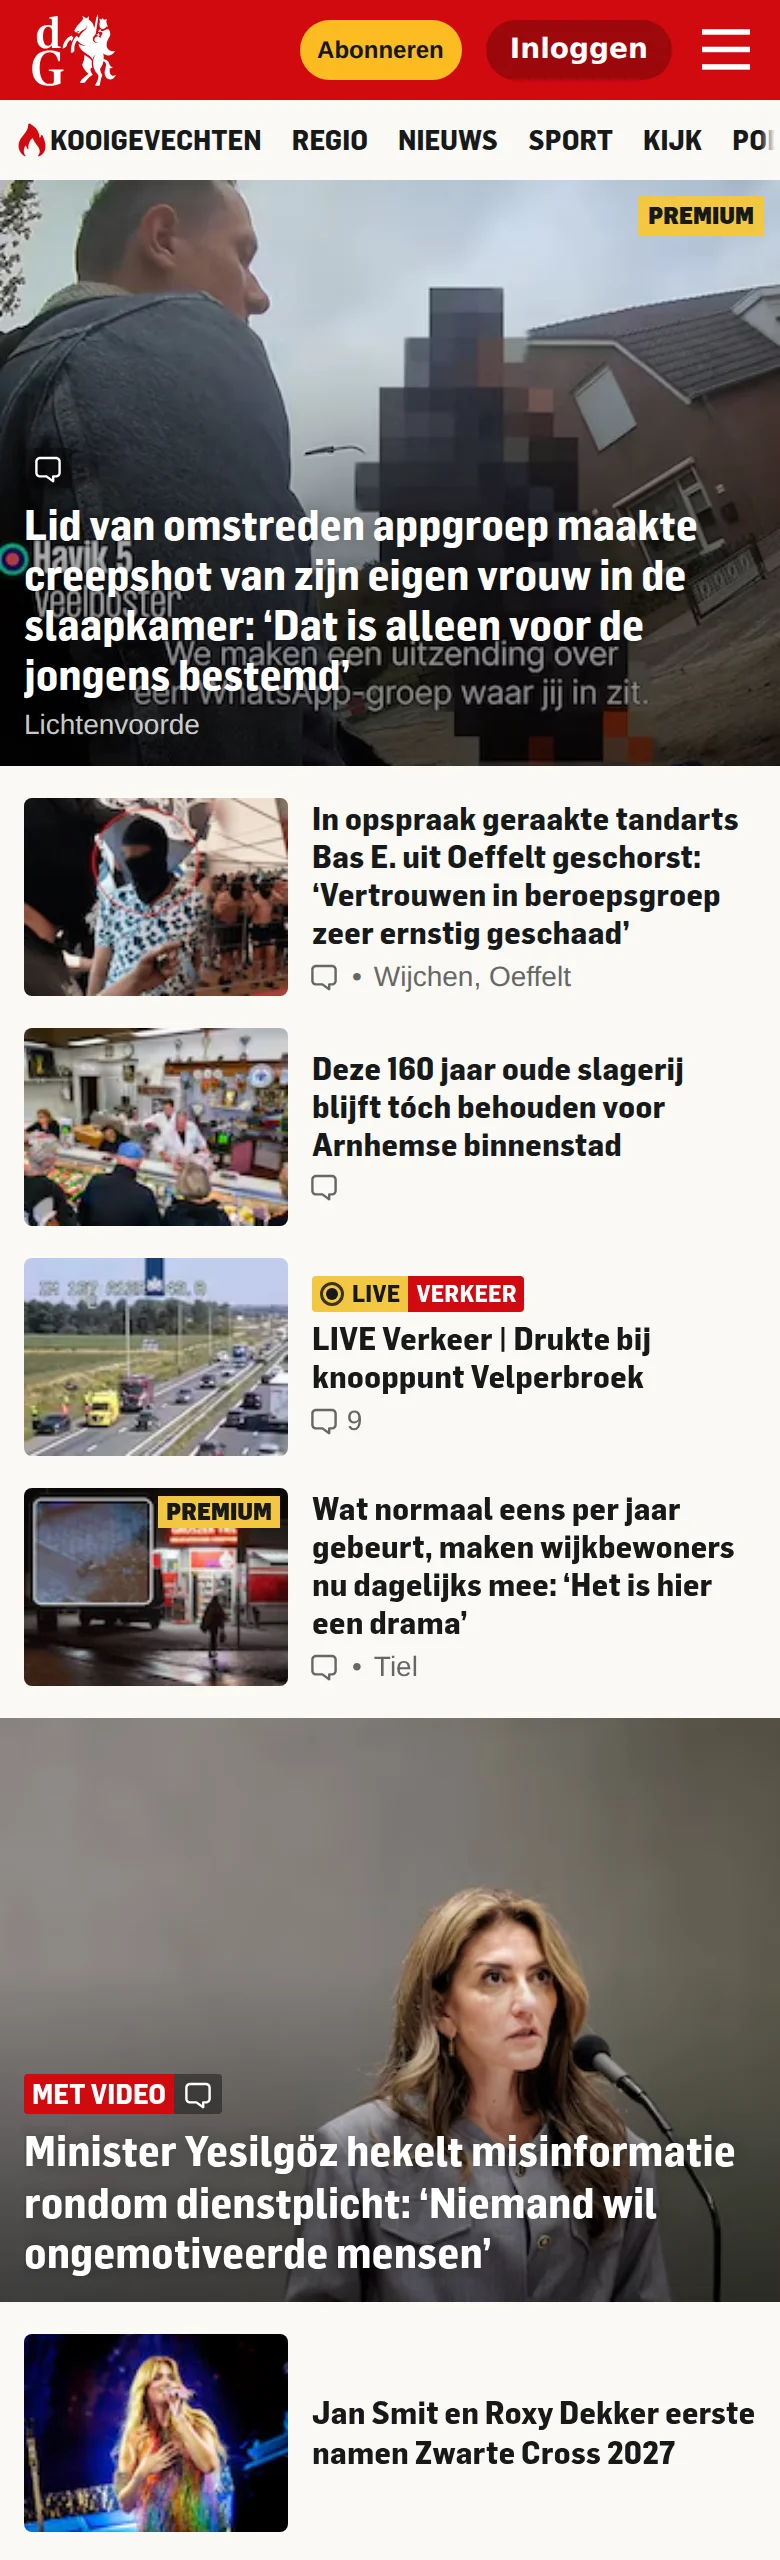 d
G
Abonneren
Inloggen
KOOIGEVECHTEN REGIO NIEUWS SPORT KIJK
PREMIUM
Lid van omstreden appgroep maakte
creepshot van zijn eigen vrouw in de
slaapkamer: ‘Dat is alleen voor de
jongens bestemd’
Havik 5
Veelposter
We maken een uitzending over
een WhatsApp-groep waar jij in zit.
Lichtenvoorde
In opspraak geraakte tandarts
Bas E. uit Oeffelt geschorst:
‘Vertrouwen in beroepsgroep
zeer ernstig geschaad’
• Wijchen, Oeffelt
Deze 160 jaar oude slagerij
blijft tóch behouden voor
Arnhemse binnenstad
LIVE VERKEER
LIVE Verkeer | Drukte bij
knooppunt Velperbroek
9
PREMIUM
Wat normaal eens per jaar
gebeurt, maken wijkbewoners
nu dagelijks mee: ‘Het is hier
een drama’
• Tiel
MET VIDEO
Minister Yesilgöz hekelt misinformatie
rondom dienstplicht: ‘Niemand wil
ongemotiveerde mensen’
Jan Smit en Roxy Dekker eerste
namen Zwarte Cross 2027